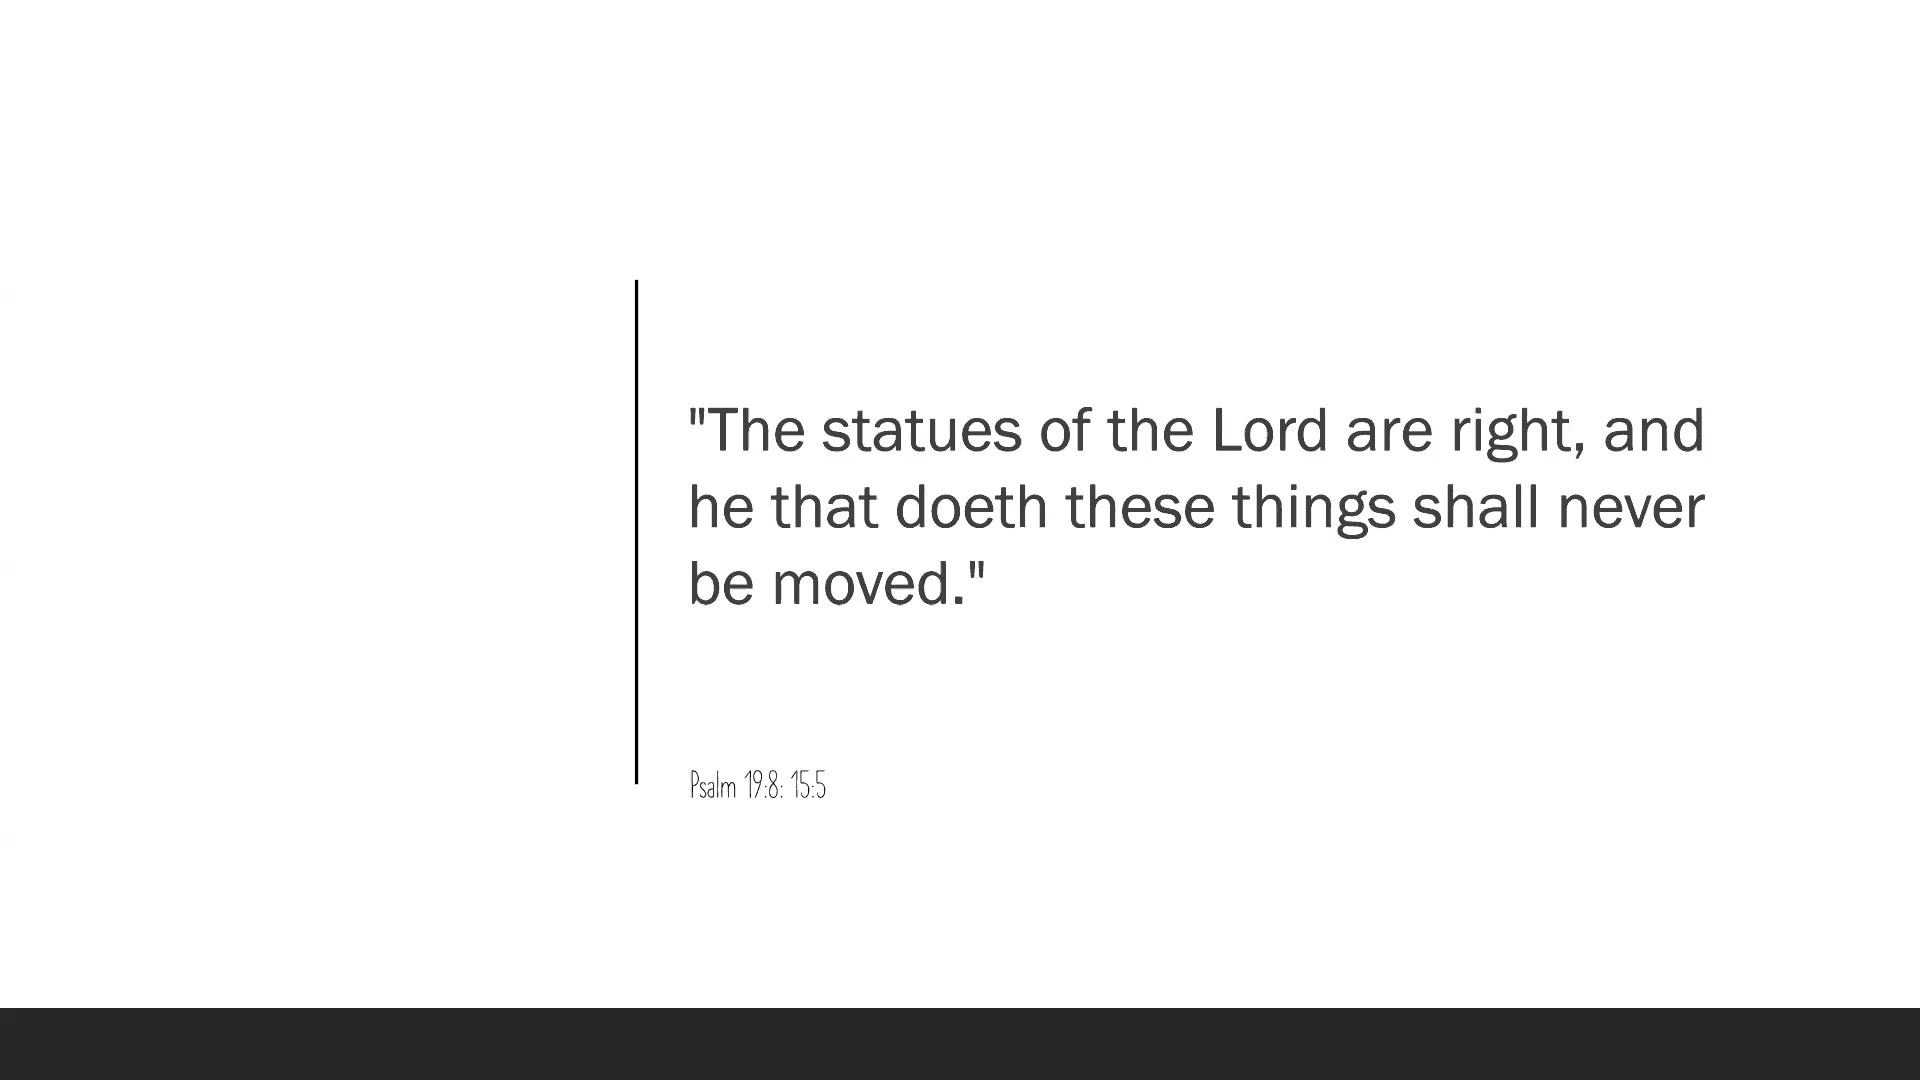 "The statues of the Lord are right, and
he that doeth these things shall never
be moved."
Psalm 19:8: 15:5